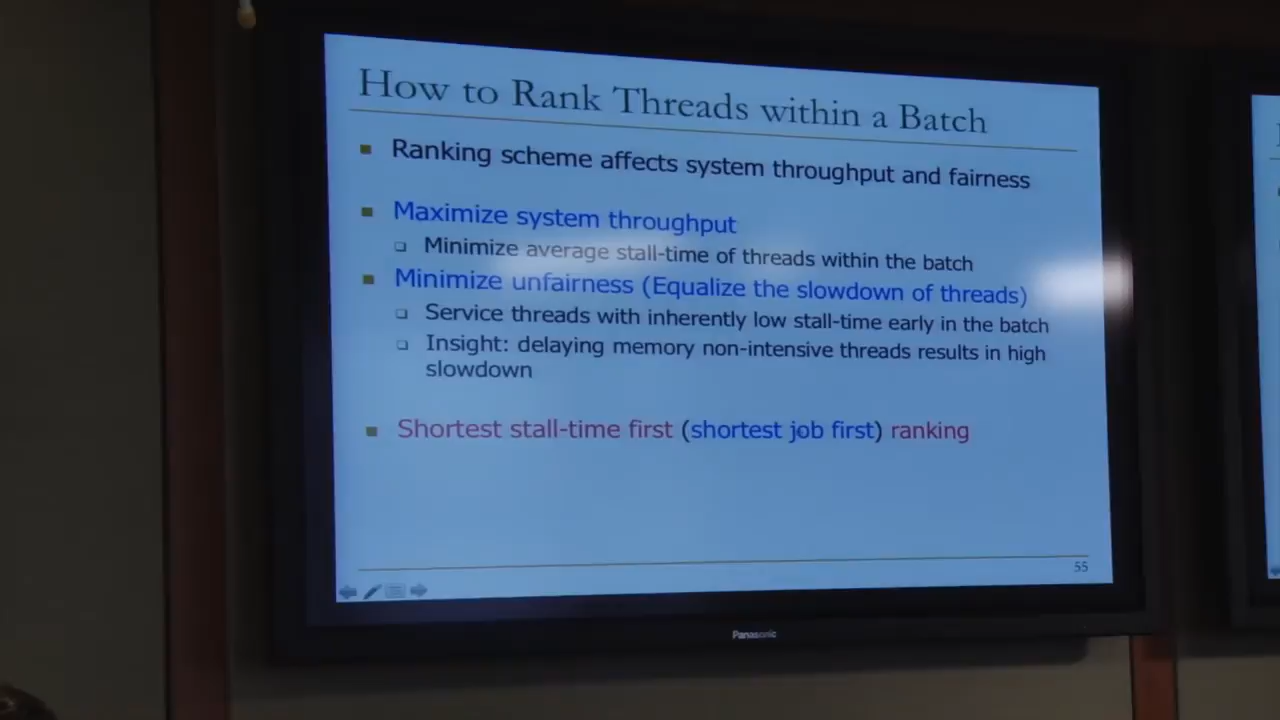 How to Rank Threads within a Batch
Ranking scheme affects system throughput and fairness
Maximize system throughput
Minimize average stall-time of threads within the batch
Minimize unfairness (Equalize the slowdown of threads)
Service threads with inherently low stall-time early in the batch
Insight: delaying memory non-intensive threads results in high
slowdown
Shortest stall-time first (shortest job first) ranking
55
Panasonic